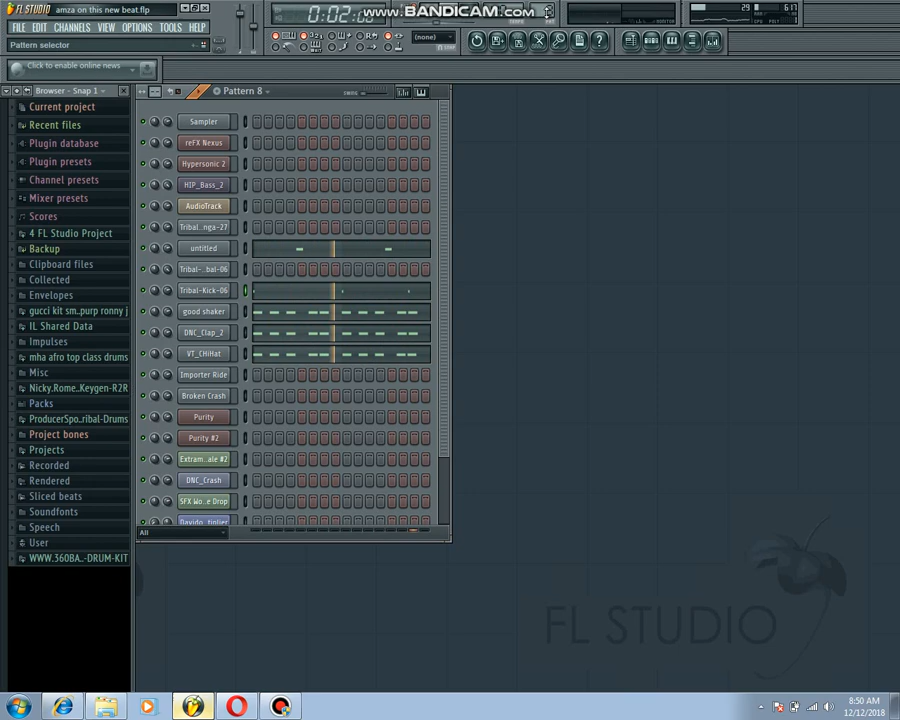 FL STUDIO
amza on this new beat.flp
0:02:0
www.BANDICAM.com
29
617
FILE EDIT CHANNELS VIEW OPTIONS TOOLS HELP
Pattern selector
(none)
Click to enable online news
Browser - Snap 1
Current project
Recent files
Plugin database
Plugin presets
Channel presets
Mixer presets
Scores
4 FL Studio Project
Backup
Clipboard files
Collected
Envelopes
gucci kit sm..purp ronny j
IL Shared Data
Impulses
mha afro top class drums
Misc
Nicky.Rome..Keygen-R2R
Packs
ProducerSpo..ribal-Drums
Project bones
Projects
Recorded
Rendered
Sliced beats
Soundfonts
Speech
User
WWW.360BA..-DRUM-KIT
Pattern 8
SWING
Sampler
reFX Nexus
Hypersonic 2
HIP_Bass_2
AudioTrack
Tribal..nga-27
untitled
Tribal-..bal-06
Tribal-Kick-06
good shaker
DNC_Clap_2
VT_CHiHat
Importer Ride
Broken Crash
Purity
Purity #2
Extram..ale #2
DNC_Crash
SFX Wo..e Drop
All
FL STUDIO
8:50 AM
12/12/2018